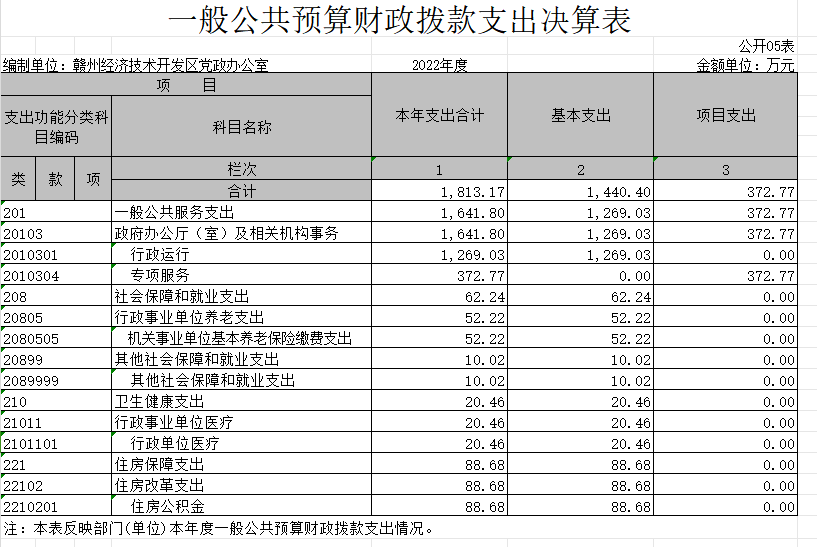 一般公共预算财政拨款支出决算表
公开05表
编制单位：赣州经济技术开发区党政办公室 2022年度 金额单位：万元
项 目 本年支出合计 基本支出 项目支出
支出功能分类科目编码 科目名称
类 款 项 栏次 1 2 3
合计 1,813.17 1,440.40 372.77
201 一般公共服务支出 1,641.80 1,269.03 372.77
20103 政府办公厅（室）及相关机构事务 1,641.80 1,269.03 372.77
2010301 行政运行 1,269.03 1,269.03 0.00
2010304 专项服务 372.77 0.00 372.77
208 社会保障和就业支出 62.24 62.24 0.00
20805 行政事业单位养老支出 52.22 52.22 0.00
2080505 机关事业单位基本养老保险缴费支出 52.22 52.22 0.00
20899 其他社会保障和就业支出 10.02 10.02 0.00
2089999 其他社会保障和就业支出 10.02 10.02 0.00
210 卫生健康支出 20.46 20.46 0.00
21011 行政事业单位医疗 20.46 20.46 0.00
2101101 行政单位医疗 20.46 20.46 0.00
221 住房保障支出 88.68 88.68 0.00
22102 住房改革支出 88.68 88.68 0.00
2210201 住房公积金 88.68 88.68 0.00
注：本表反映部门(单位)本年度一般公共预算财政拨款支出情况。